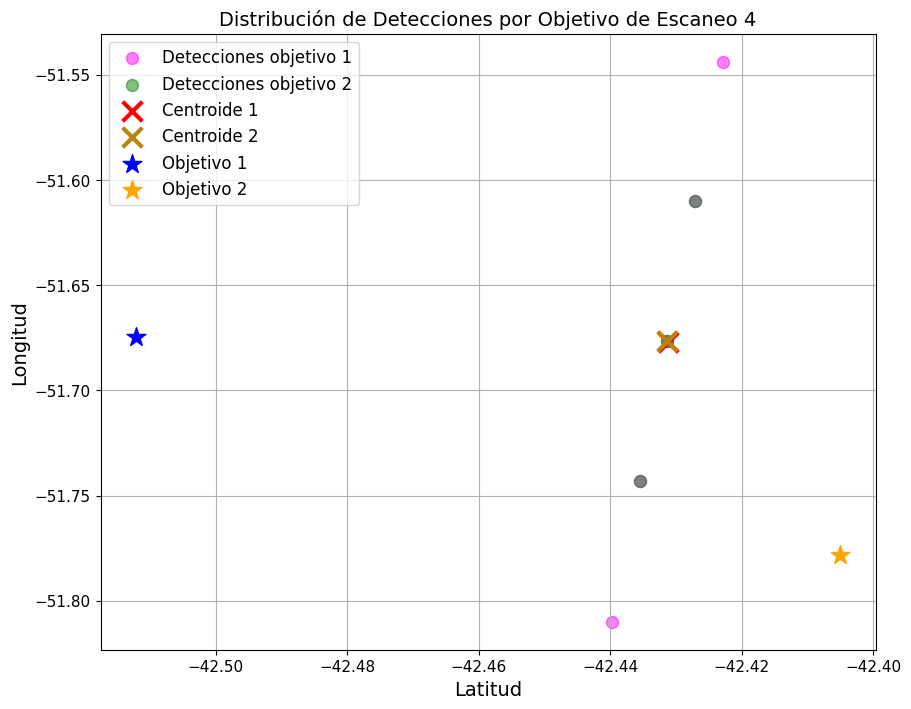 Distribución de Detecciones por Objetivo de Escaneo 4
Detecciones objetivo 1
Detecciones objetivo 2
Centroide 1
Centroide 2
Objetivo 1
Objetivo 2
Longitud
−51.55
−51.60
−51.65
−51.70
−51.75
−51.80
−42.50 −42.48 −42.46 −42.44 −42.42 −42.40
Latitud